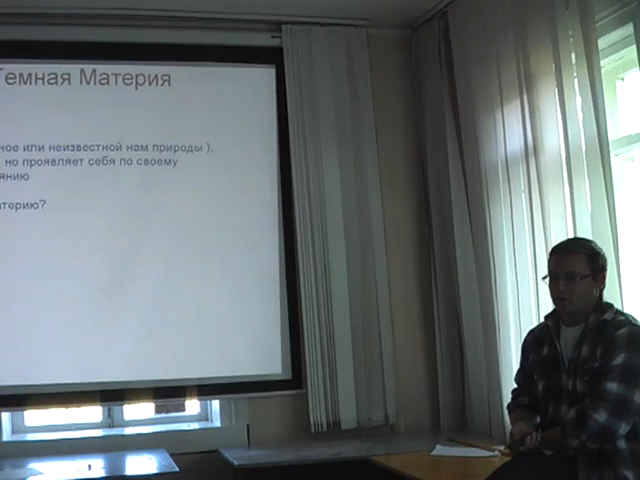 Темная Материя
ное или неизвестной нам природы ),
но проявляет себя по своему
янию
атерию?